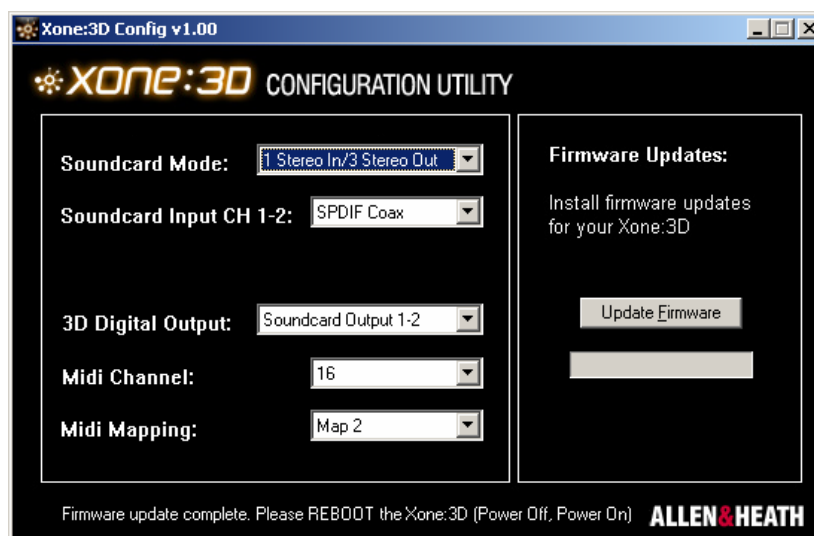 Xone:3D Config v1.00
XONE:3D CONFIGURATION UTILITY
Soundcard Mode: 1 Stereo In/3 Stereo Out
Soundcard Input CH 1-2: SPDIF Coax
3D Digital Output: Soundcard Output 1-2
Midi Channel: 16
Midi Mapping: Map 2
Firmware Updates:
Install firmware updates
for your Xone:3D
Update Firmware
Firmware update complete. Please REBOOT the Xone:3D (Power Off, Power On)
ALLEN&HEATH